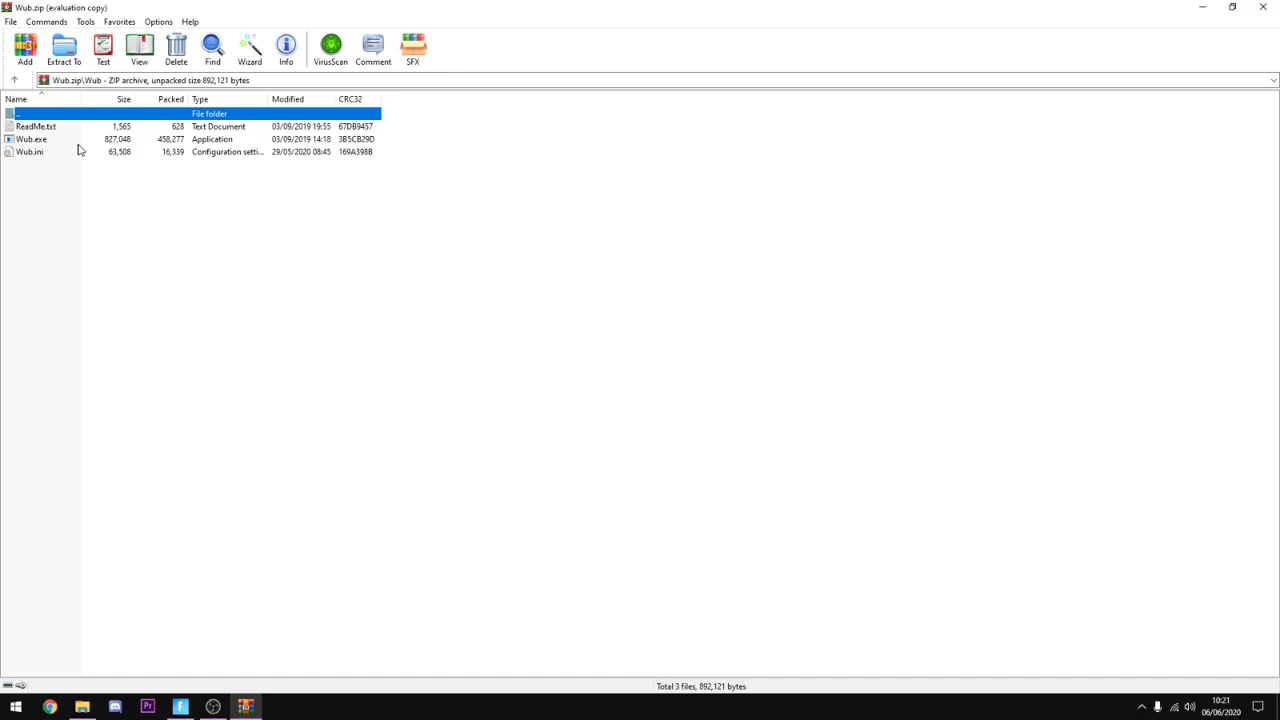 Wub.zip (evaluation copy)
File Commands Tools Favorites Options Help
Add Extract To Test View Delete Find Wizard Info VirusScan Comment SFX
Wub.zip\Wub - ZIP archive, unpacked size 892,121 bytes
Name Size Packed Type Modified CRC32
.. File folder
ReadMe.txt 1,565 628 Text Document 03/09/2019 19:55 67DB9457
Wub.exe 827,048 458,277 Application 03/09/2019 14:18 3B5CB29D
Wub.ini 63,508 16,339 Configuration setti... 29/05/2020 08:45 169A398B
Total 3 files, 892,121 bytes
Pr
10:21
06/06/2020